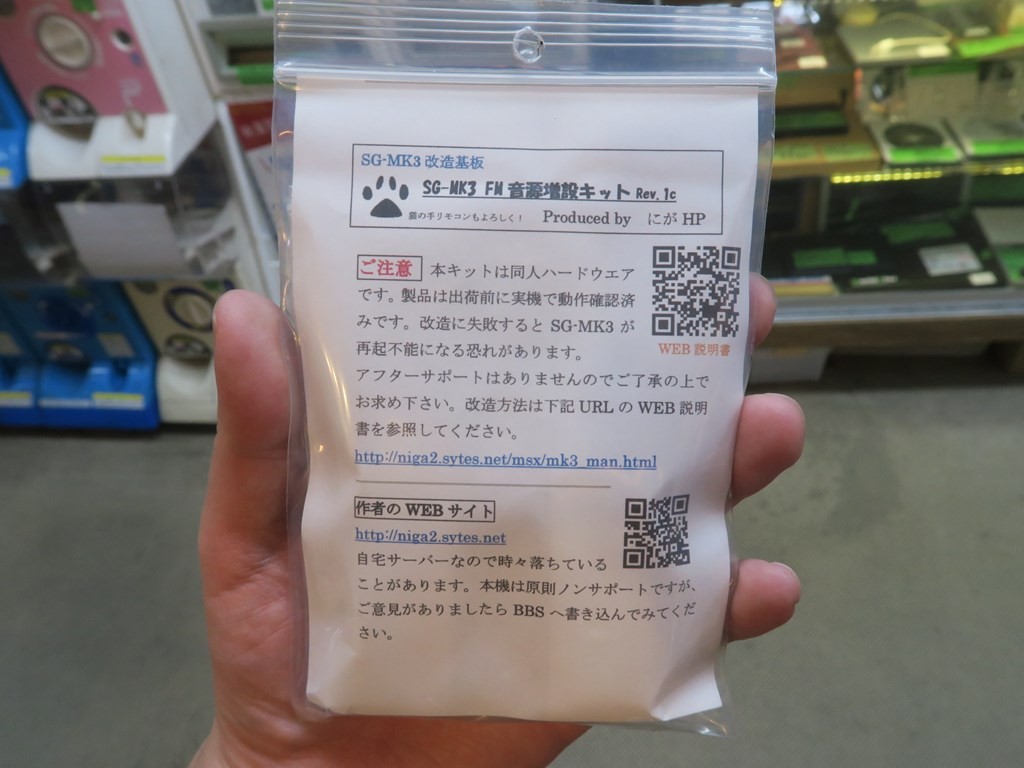 SG-MK3 改造基板
SG-MK3 FM 音源増設キット Rev. 1c
猫の手リモコンもよろしく! Produced by にが HP
ご注意 本キットは同人ハードウエア
です。製品は出荷前に実機で動作確認済
みです。改造に失敗すると SG-MK3 が
再起不能になる恐れがあります。
WEB 説明書
アフターサポートはありませんのでご了承の上で
お求め下さい。改造方法は下記 URL の WEB 説明
書を参照してください。
http://niga2.sytes.net/msx/mk3_man.html
作者の WEB サイト
http://niga2.sytes.net
自宅サーバーなので時々落ちている
ことがあります。本機は原則ノンサポートですが、
ご意見がありましたら BBS へ書き込んでみてくだ
さい。